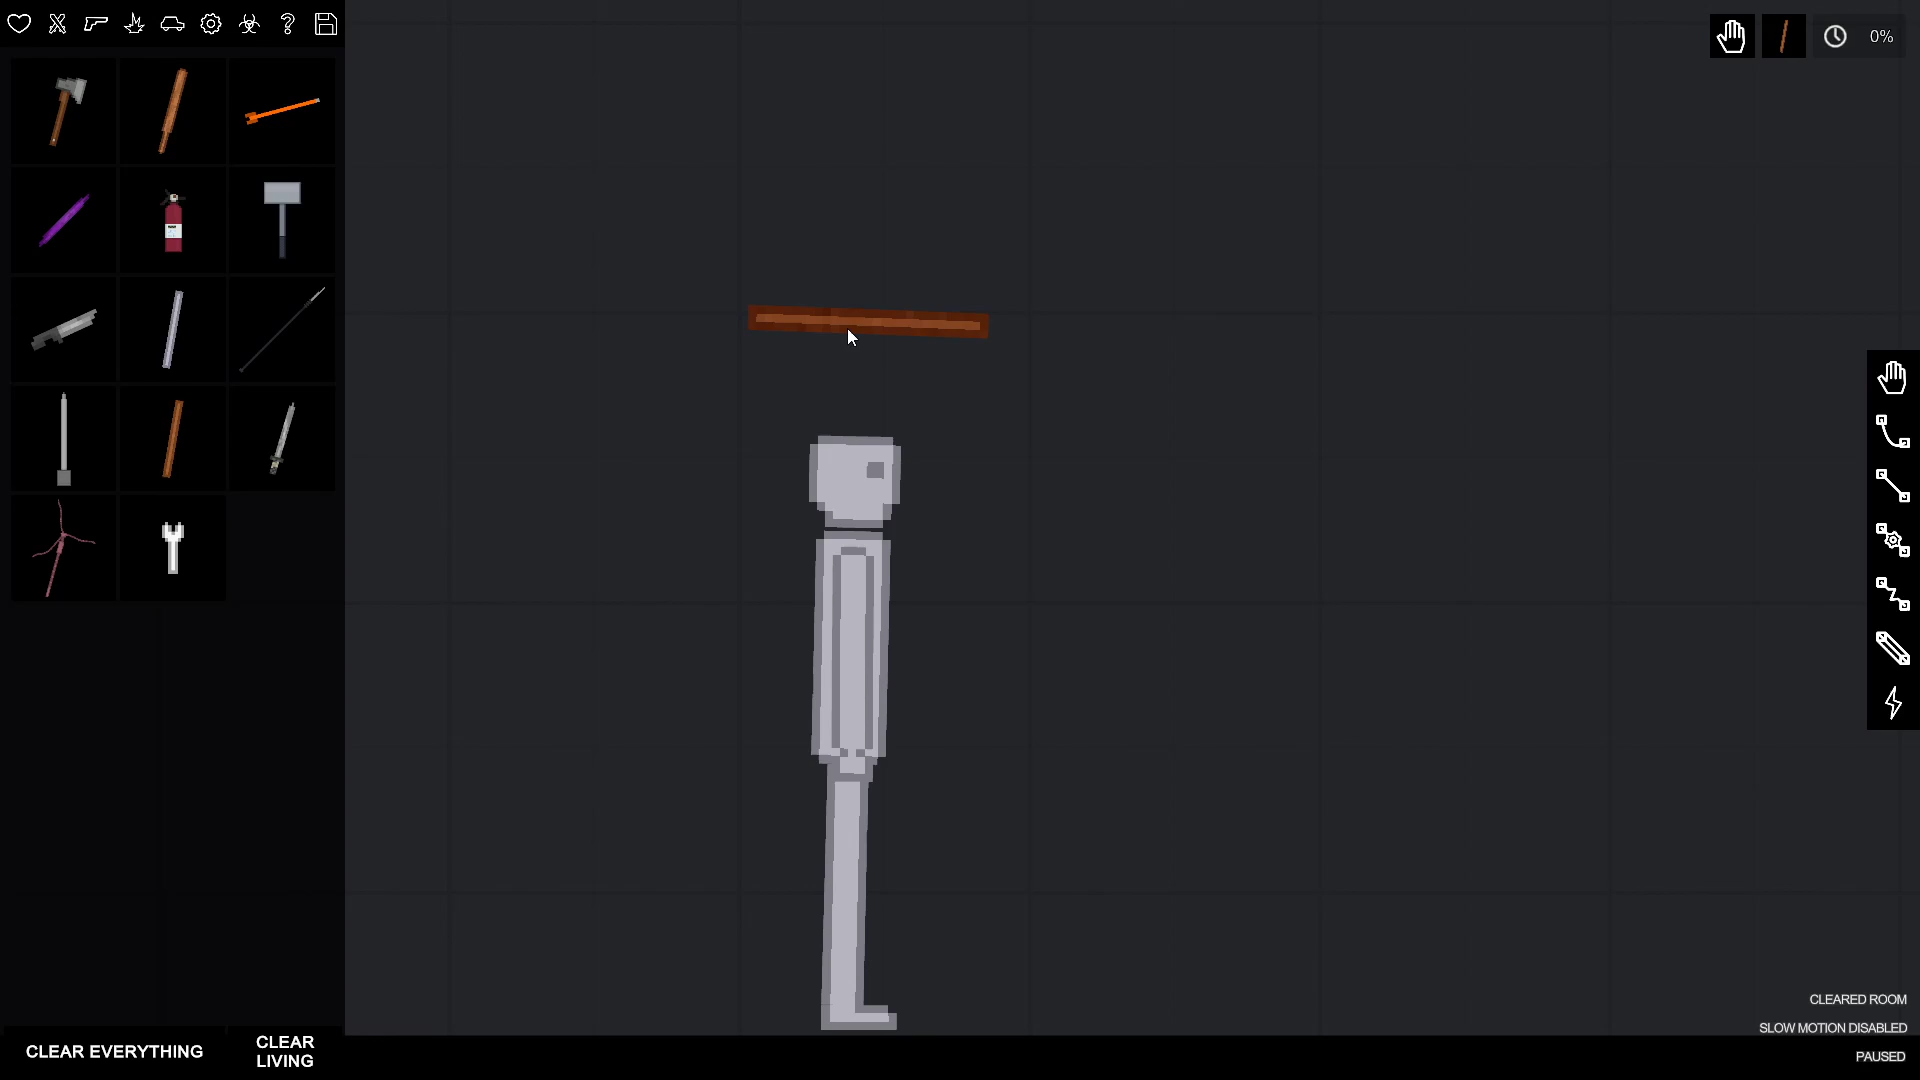 0%
CLEARED ROOM
SLOW MOTION DISABLED
PAUSED
CLEAR EVERYTHING
CLEAR
LIVING